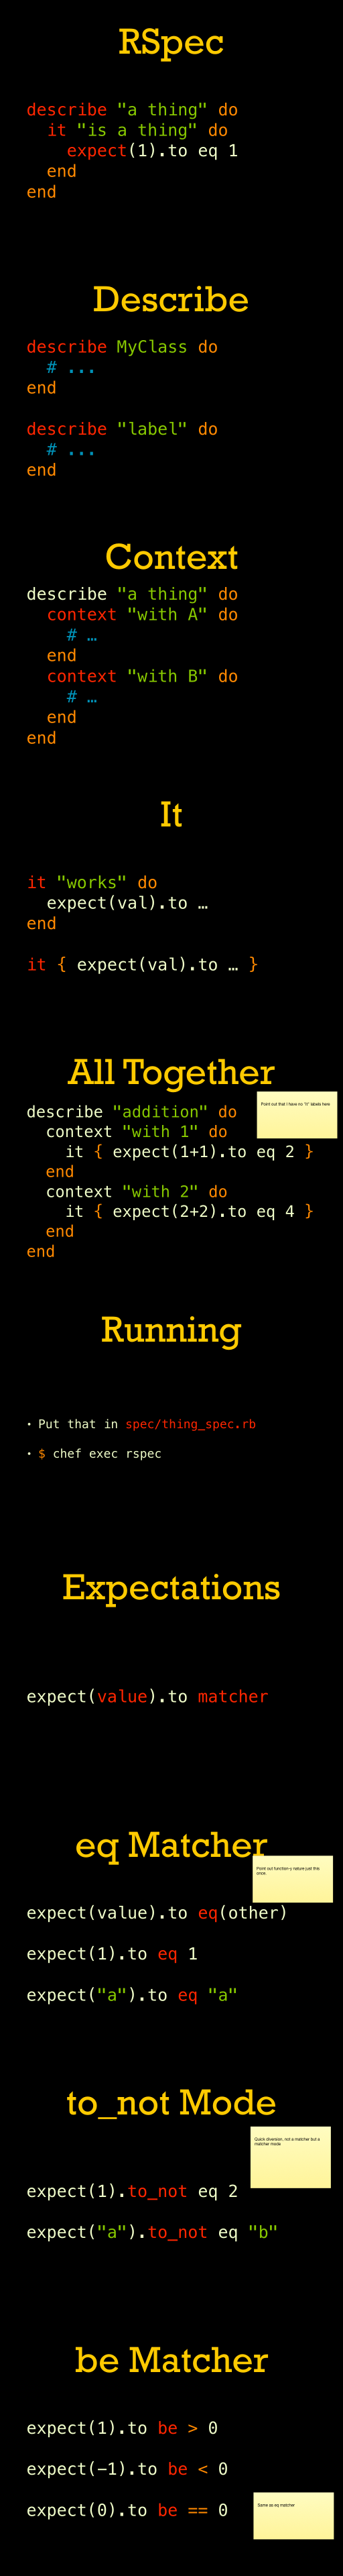 RSpec
describe "a thing" do
  it "is a thing" do
    expect(1).to eq 1
  end
end
Describe
describe MyClass do
  # ...
end
describe "label" do
  # ...
end
Context
describe "a thing" do
  context "with A" do
    # …
  end
  context "with B" do
    # …
  end
end
It
it "works" do
  expect(val).to …
end
it { expect(val).to … }
All Together
Point out that I have no "it" labels here
describe "addition" do
  context "with 1" do
    it { expect(1+1).to eq 2 }
  end
  context "with 2" do
    it { expect(2+2).to eq 4 }
  end
end
Running
• Put that in spec/thing_spec.rb
• $ chef exec rspec
Expectations
expect(value).to matcher
eq Matcher
Point out function-y nature just this
once.
expect(value).to eq(other)
expect(1).to eq 1
expect("a").to eq "a"
to_not Mode
Quick diversion, not a matcher but a
matcher mode
expect(1).to_not eq 2
expect("a").to_not eq "b"
be Matcher
expect(1).to be > 0
expect(-1).to be < 0
expect(0).to be == 0
Same as eq matcher